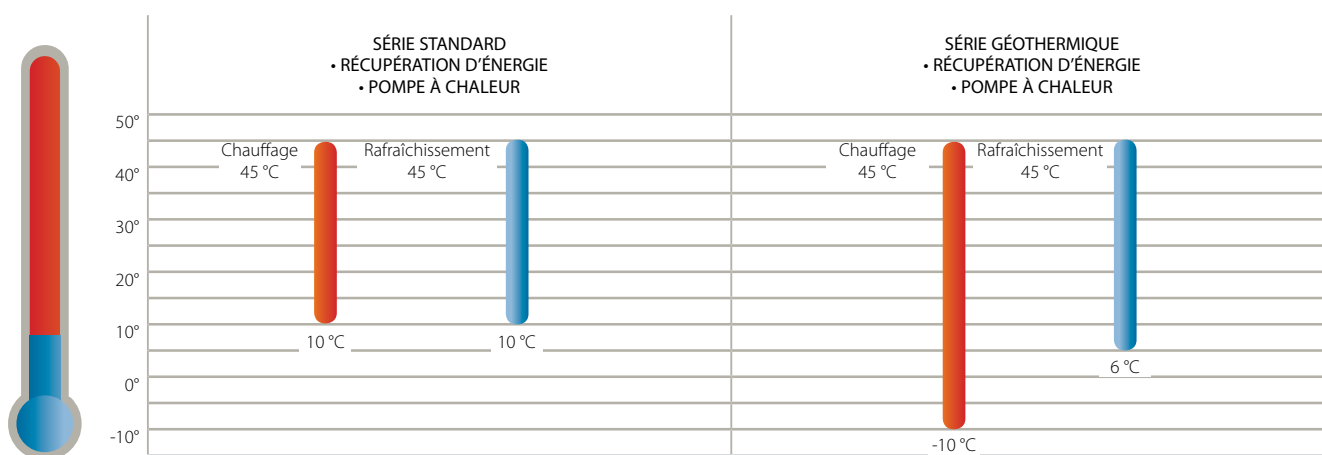 SÉRIE STANDARD
• RÉCUPÉRATION D'ÉNERGIE
• POMPE À CHALEUR
SÉRIE GÉOTHERMIQUE
• RÉCUPÉRATION D'ÉNERGIE
• POMPE À CHALEUR
50°
40°
30°
20°
10°
0°
-10°
Chauffage
45 °C
Rafraîchissement
45 °C
10 °C
10 °C
Chauffage
45 °C
Rafraîchissement
45 °C
6 °C
-10 °C